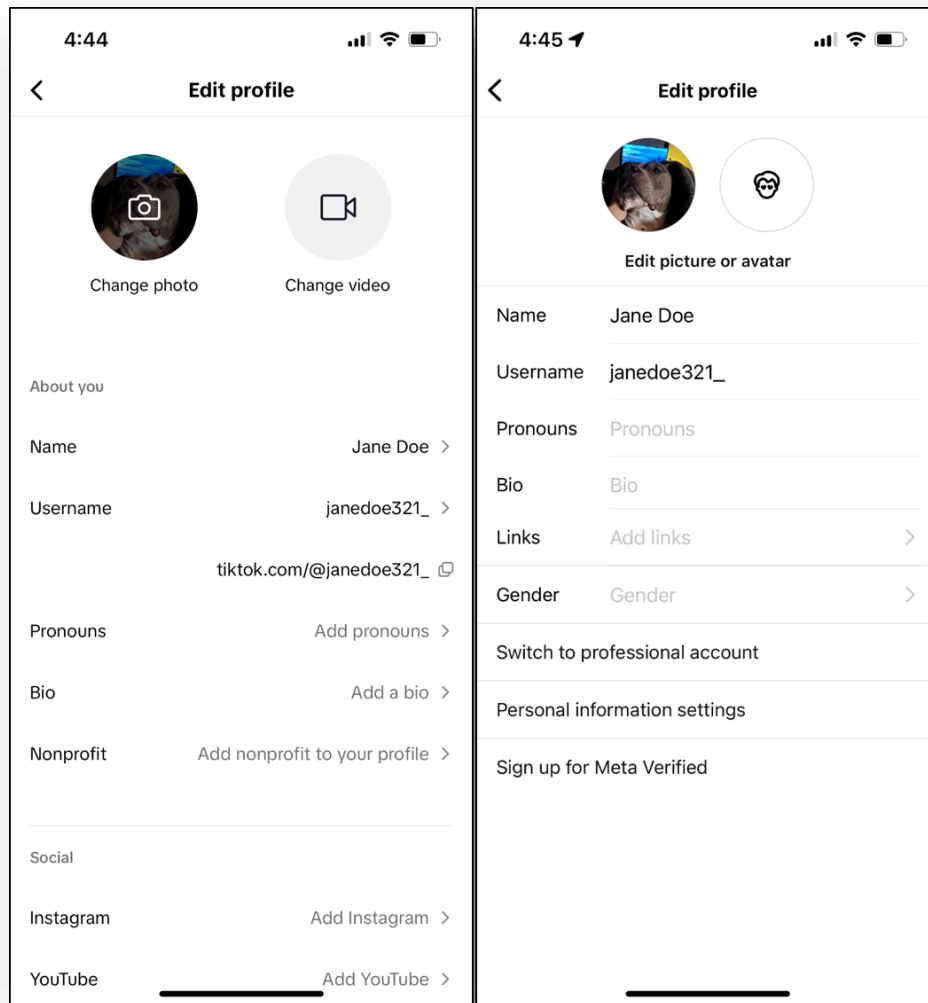 4:44
Edit profile
Change photo Change video
About you
Name Jane Doe
Username janedoe321_
tiktok.com/@janedoe321_
Pronouns Add pronouns
Bio Add a bio
Nonprofit Add nonprofit to your profile
Social
Instagram Add Instagram
YouTube Add YouTube
4:45
Edit profile
Edit picture or avatar
Name Jane Doe
Username janedoe321_
Pronouns Pronouns
Bio Bio
Links Add links
Gender Gender
Switch to professional account
Personal information settings
Sign up for Meta Verified